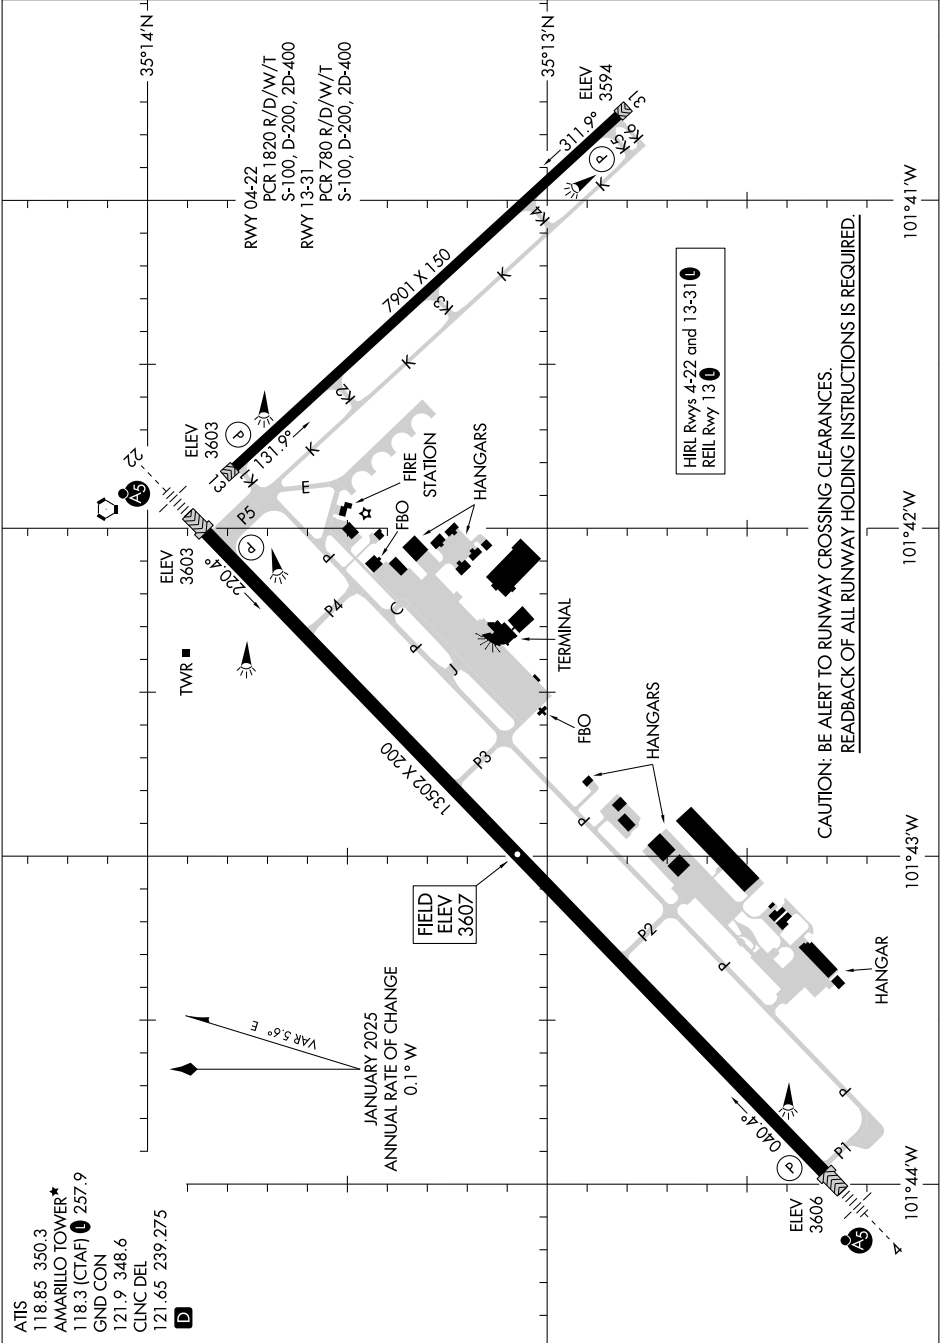 ATIS
118.85 350.3
AMARILLO TOWER★
118.3 (CTAF) L 257.9
GND CON
121.9 348.6
CLNC DEL
121.65 239.275
D
35°14'N
35°13'N
RWY 04-22
PCR 1820 R/D/W/T
S-100, D-200, 2D-400
RWY 13-31
PCR 780 R/D/W/T
S-100, D-200, 2D-400
ELEV
3594
31
311.9°
P
K5
K6
K
K4
K
K3
K
K2
K
7901 X 150
101°41'W
HIRL Rwys 4-22 and 13-31 L
REIL Rwy 13 L
CAUTION: BE ALERT TO RUNWAY CROSSING CLEARANCES.
READBACK OF ALL RUNWAY HOLDING INSTRUCTIONS IS REQUIRED.
ELEV
3603
P
13
K1
131.9°
22
A5
P5
E
FIRE
STATION
HANGARS
FBO
101°42'W
ELEV
3603
P
220.4°
P
P4
C
P
J
TWR
TERMINAL
FBO
HANGARS
13502 X 200
P3
P
101°43'W
FIELD
ELEV
3607
P2
P
HANGAR
VAR 5.6° E
JANUARY 2025
ANNUAL RATE OF CHANGE
0.1° W
P
040.4°
P
P1
ELEV
3606
A5
4
101°44'W